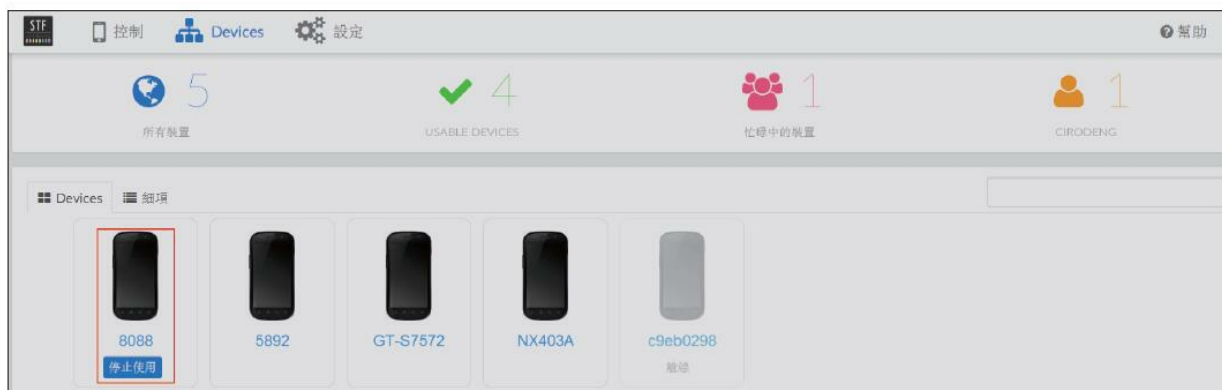 STF
控制
Devices
設定
幫助
5
4
1
1
所有裝置
USABLE DEVICES
忙碌中的裝置
CIRODENG
Devices
細項
8088
5892
GT-S7572
NX403A
c9eb0298
停止使用
離線